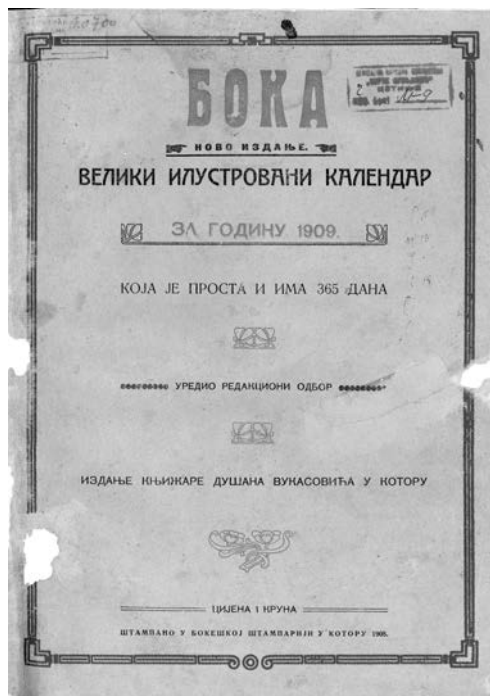 БОКА
НОВО ИЗДАЊЕ.
ВЕЛИКИ ИЛУСТРОВАНИ КАЛЕНДАР
ЗА ГОДИНУ 1909.
КОЈА ЈЕ ПРОСТА И ИМА 365 ДАНА
УРЕДИО РЕДАКЦИОНИ ОДБОР
ИЗДАЊЕ КЊИЖАРЕ ДУШАНА ВУКАСОВИЋА У КОТОРУ
ЦИЈЕНА 1 КРУНА
ШТАМПАНО У БОКЕШКОЈ ШТАМПАРИЈИ У КОТОРУ 1908.